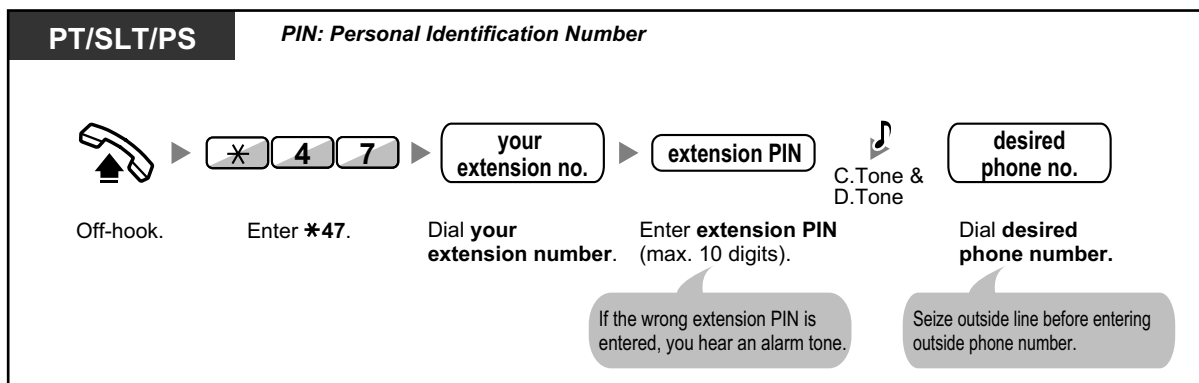 PT/SLT/PS
PIN: Personal Identification Number
* 4 7
your
extension no.
extension PIN
C.Tone &
D.Tone
desired
phone no.
Off-hook.
Enter *47.
Dial your
extension number.
Enter extension PIN
(max. 10 digits).
Dial desired
phone number.
If the wrong extension PIN is
entered, you hear an alarm tone.
Seize outside line before entering
outside phone number.